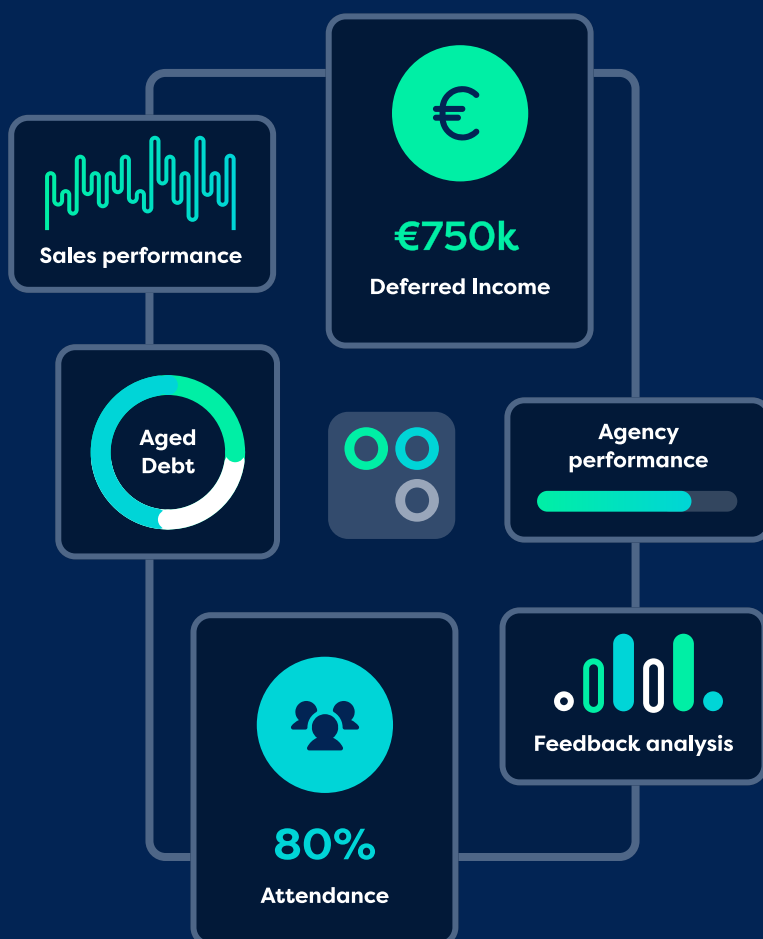 €
€750k
Deferred Income
Sales performance
Aged
Debt
Agency
performance
Feedback analysis
80%
Attendance